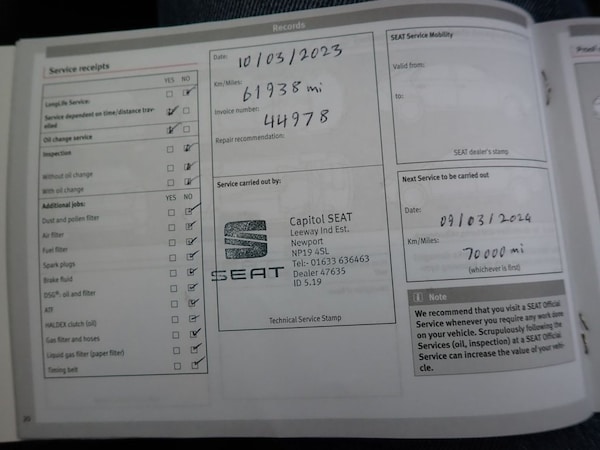 Records
Service receipts
YES NO
LongLife Service:
Service dependent on time/distance trav-
elled
Oil change service
Inspection
Without oil change
With oil change
Additional jobs: YES NO
Dust and pollen filter
Air filter
Fuel filter
Spark plugs
Brake fluid
DSG®: oil and filter
ATF
HALDEX clutch (oil)
Gas filter and hoses
Liquid gas filter (paper filter)
Timing belt
20
Date: 10/03/2023
Km/Miles: 61938 mi
Invoice number: 44978
Repair recommendation:
Service carried out by:
SEAT
Capitol SEAT
Leeway Ind Est.
Newport
NP19 4SL
Tel:- 01633 636463
Dealer 47635
ID 5.19
Technical Service Stamp
SEAT Service Mobility
Valid from:
to:
SEAT dealer's stamp
Next Service to be carried out
Date: 09/03/2024
Km/Miles: 70000 mi
(whichever is first)
i Note
We recommend that you visit a SEAT Official
Service whenever you require any work done
on your vehicle. Scrupulously following the
Services (oil, inspection) at a SEAT Official
Service can increase the value of your vehi-
cle.